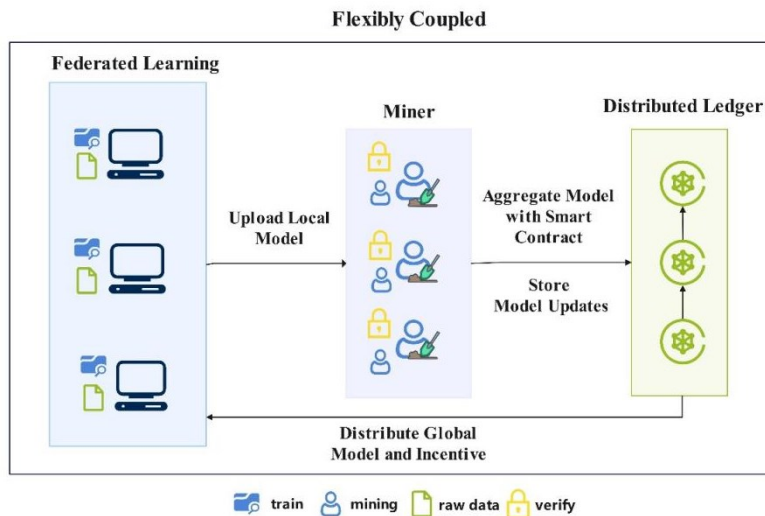 Flexibly Coupled
Federated Learning
Miner
Distributed Ledger
Upload Local
Model
Aggregate Model
with Smart
Contract
Store
Model Updates
Distribute Global
Model and Incentive
train
mining
raw data
verify